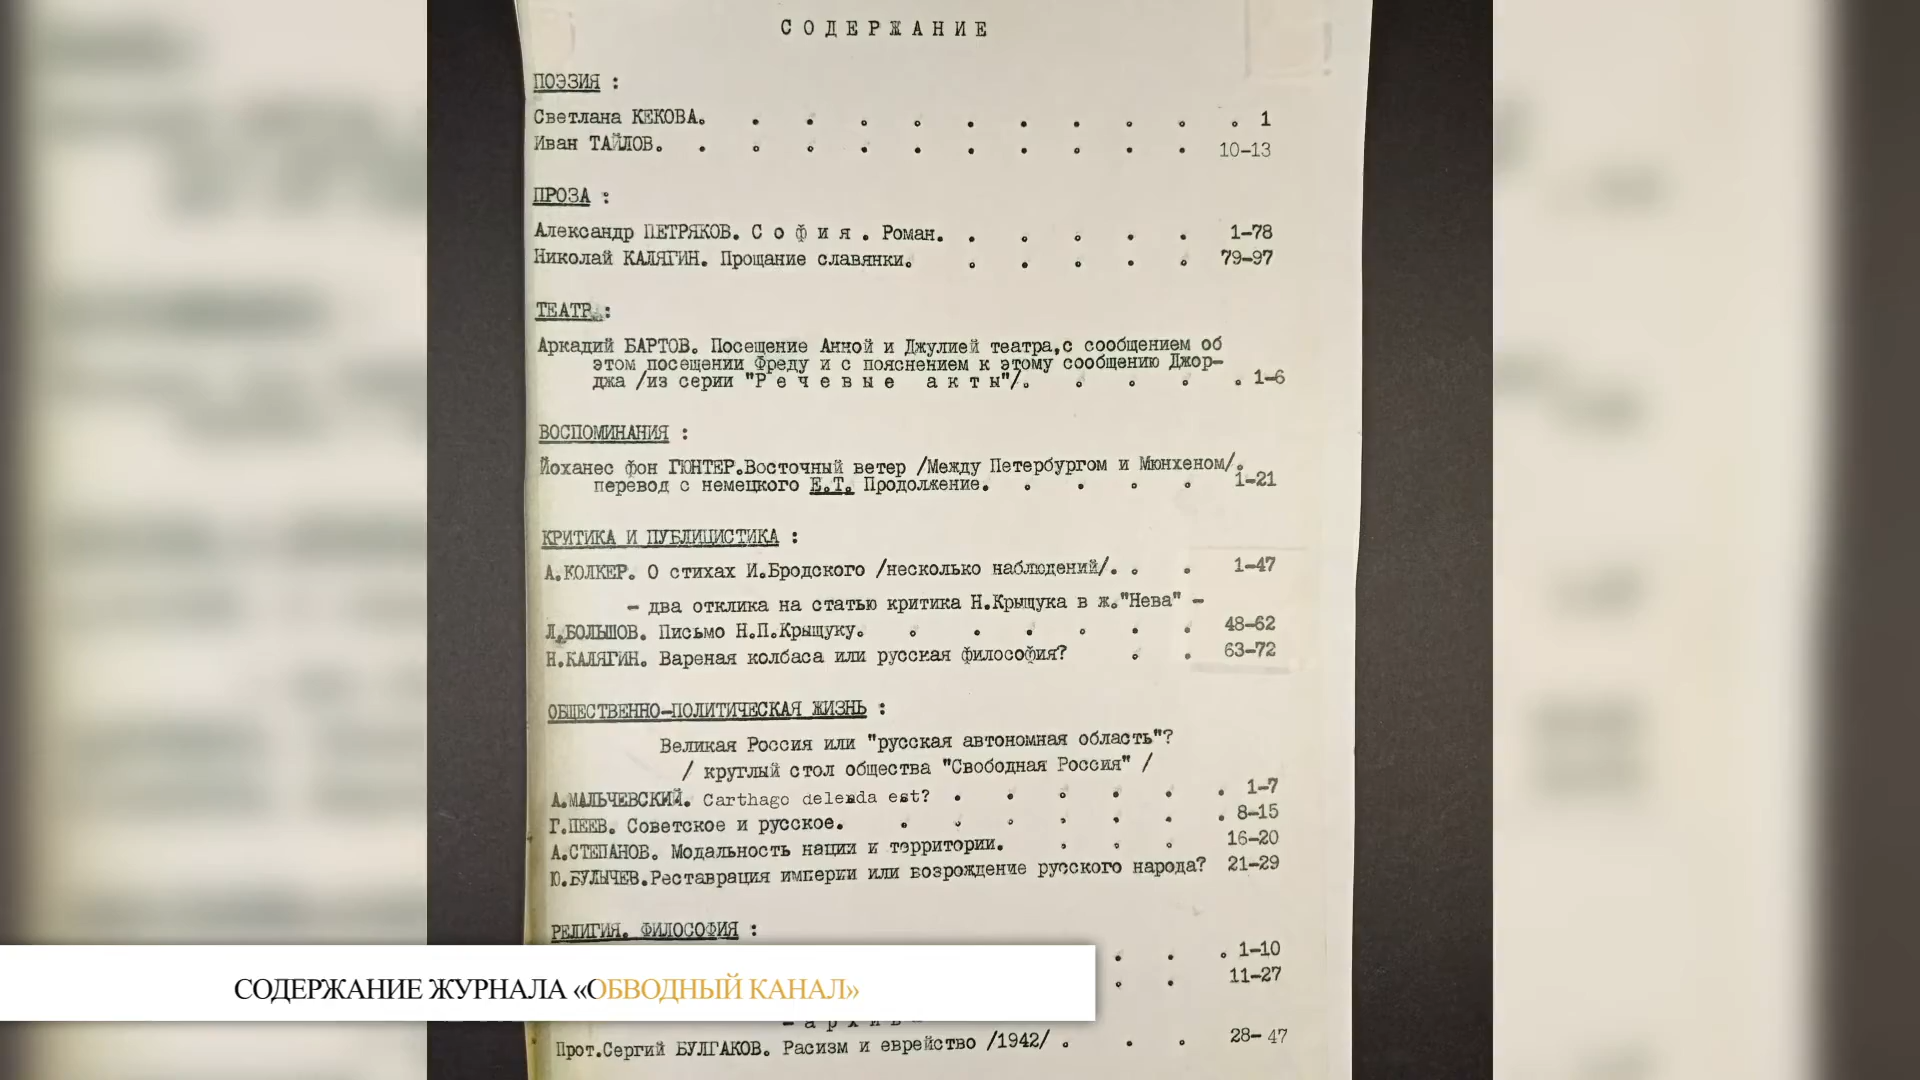 СОДЕРЖАНИЕ
ПОЭЗИЯ :
Светлана КЕКОВА. . . . . . . . . . . 1
Иван ТАЙЛОВ. . . . . . . . . . . 10-13
ПРОЗА :
Александр ПЕТРЯКОВ. С о ф и я . Роман. . . . . . 1-78
Николай КАЛЯГИН. Прощание славянки. . . . . . 79-97
ТЕАТР :
Аркадий БАРТОВ. Посещение Анной и Джулией театра,с сообщением об
этом посещении Фреду и с пояснением к этому сообщению Джор-
джа /из серии "Р е ч е в ы е а к т ы"/. . . . . 1-6
ВОСПОМИНАНИЯ :
Йоханес фон ГЮНТЕР.Восточный ветер /Между Петербургом и Мюнхеном/.
перевод с немецкого Е.Т. Продолжение. . . . . 1-21
КРИТИКА И ПУБЛИЦИСТИКА :
А.КОЛКЕР. О стихах И.Бродского /несколько наблюдений/. . . 1-47
- два отклика на статью критика Н.Крыщука в ж."Нева" -
Л.БОЛЬШОВ. Письмо Н.П.Крыщуку. . . . . . . 48-62
Н.КАЛЯГИН. Вареная колбаса или русская философия? . . 63-72
ОБЩЕСТВЕННО-ПОЛИТИЧЕСКАЯ ЖИЗНЬ :
Великая Россия или "русская автономная область"?
/ круглый стол общества "Свободная Россия" /
А.МАЛЬЧЕВСКИЙ. Carthago delenda est? . . . . . . 1-7
Г.ПЕЕВ. Советское и русское. . . . . . . . 8-15
А.СТЕПАНОВ. Модальность нации и территории. . . . 16-20
Ю.БУЛЫЧЕВ.Реставрация империи или возрождение русского народа? 21-29
РЕЛИГИЯ. ФИЛОСОФИЯ :
. . . 1-10
. . 11-27
СОДЕРЖАНИЕ ЖУРНАЛА «ОБВОДНЫЙ КАНАЛ»
Прот.Сергий БУЛГАКОВ. Расизм и еврейство /1942/ . . . 28-47